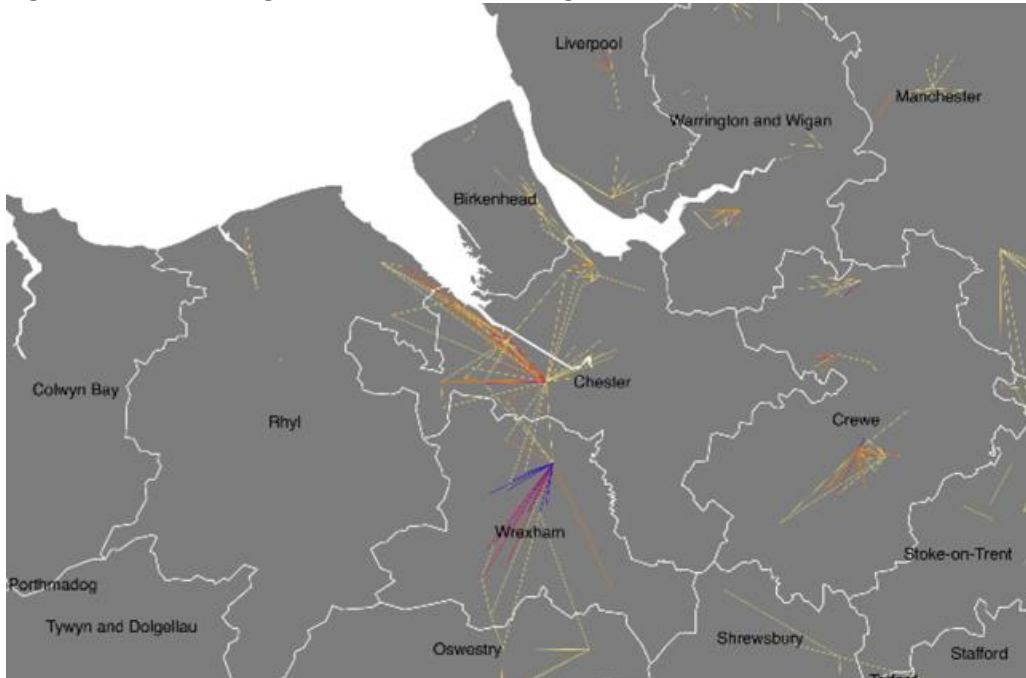 Liverpool
Manchester
Warrington and Wigan
Birkenhead
Chester
Colwyn Bay
Rhyl
Crewe
Wrexham
Stoke-on-Trent
Porthmadog
Tywyn and Dolgellau
Shrewsbury
Oswestry
Stafford